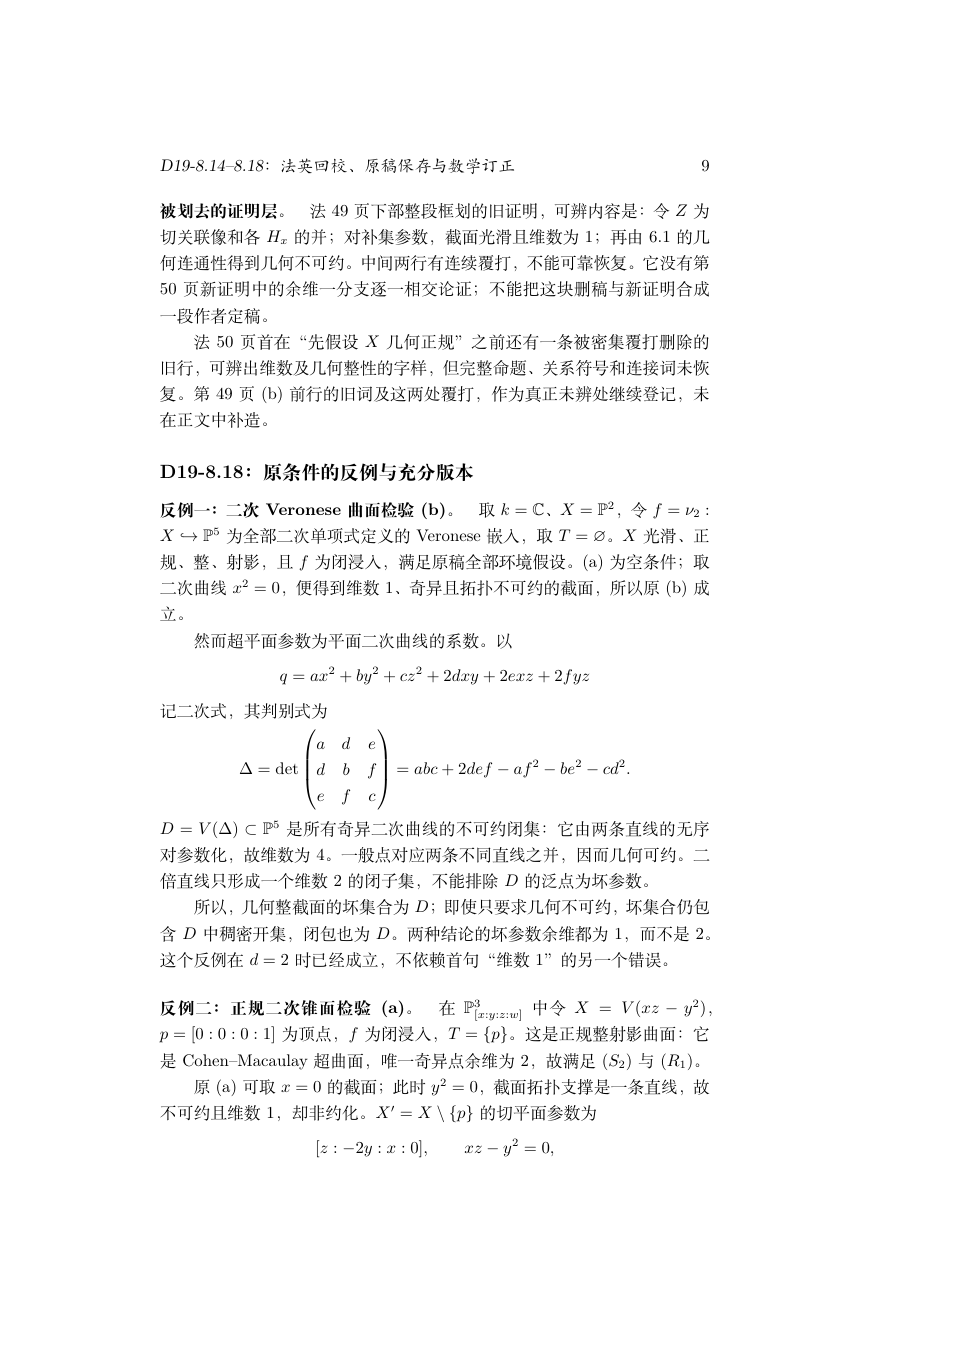 D19-8.14–8.18：法英回校、原稿保存与数学订正 9
被划去的证明层。 法 49 页下部整段框划的旧证明，可辨内容是：令 Z 为
切关联像和各 Hₓ 的并；对补集参数，截面光滑且维数为 1；再由 6.1 的几
何连通性得到几何不可约。中间两行有连续覆打，不能可靠恢复。它没有第
50 页新证明中的余维一分支逐一相交论证；不能把这块删稿与新证明合成
一段作者定稿。
法 50 页首在“先假设 X 几何正规”之前还有一条被密集覆打删除的
旧行，可辨出维数及几何整性的字样，但完整命题、关系符号和连接词未恢
复。第 49 页 (b) 前行的旧词及这两处覆打，作为真正未辨处继续登记，未
在正文中补造。
D19-8.18：原条件的反例与充分版本
反例一：二次 Veronese 曲面检验 (b)。 取 k = ℂ、X = ℙ²，令 f = ν₂ :
X ↪ ℙ⁵ 为全部二次单项式定义的 Veronese 嵌入，取 T = ∅。X 光滑、正
规、整、射影，且 f 为闭浸入，满足原稿全部环境假设。(a) 为空条件；取
二次曲线 x² = 0，便得到维数 1、奇异且拓扑不可约的截面，所以原 (b) 成
立。
然而超平面参数为平面二次曲线的系数。以
q = ax² + by² + cz² + 2dxy + 2exz + 2fyz
记二次式，其判别式为
Δ = det (a d e; d b f; e f c) = abc + 2def − af² − be² − cd².
D = V(Δ) ⊂ ℙ⁵ 是所有奇异二次曲线的不可约闭集：它由两条直线的无序
对参数化，故维数为 4。一般点对应两条不同直线之并，因而几何可约。二
倍直线只形成一个维数 2 的闭子集，不能排除 D 的泛点为坏参数。
所以，几何整截面的坏集合为 D；即使只要求几何不可约，坏集合仍包
含 D 中稠密开集，闭包也为 D。两种结论的坏参数余维都为 1，而不是 2。
这个反例在 d = 2 时已经成立，不依赖首句“维数 1”的另一个错误。
反例二：正规二次锥面检验 (a)。 在 ℙ³[x:y:z:w] 中令 X = V(xz − y²),
p = [0 : 0 : 0 : 1] 为顶点，f 为闭浸入，T = {p}。这是正规整射影曲面：它
是 Cohen–Macaulay 超曲面，唯一奇异点余维为 2，故满足 (S₂) 与 (R₁)。
原 (a) 可取 x = 0 的截面；此时 y² = 0，截面拓扑支撑是一条直线，故
不可约且维数 1，却非约化。X′ = X \ {p} 的切平面参数为
[z : −2y : x : 0], xz − y² = 0,